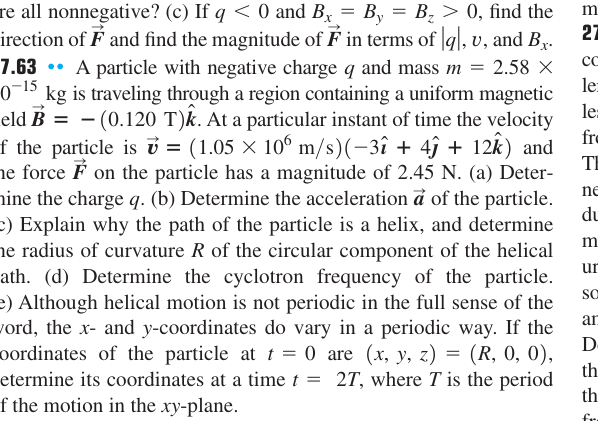 re all nonnegative? (c) If q < 0 and Bx = By = Bz > 0, find the
irection of F⃗ and find the magnitude of F⃗ in terms of |q|, v, and Bx.
7.63 •• A particle with negative charge q and mass m = 2.58 ×
0⁻¹⁵ kg is traveling through a region containing a uniform magnetic
eld B⃗ = −(0.120 T)k̂. At a particular instant of time the velocity
f the particle is v⃗ = (1.05 × 10⁶ m/s)(−3î + 4ĵ + 12k̂) and
he force F⃗ on the particle has a magnitude of 2.45 N. (a) Deter-
mine the charge q. (b) Determine the acceleration a⃗ of the particle.
c) Explain why the path of the particle is a helix, and determine
he radius of curvature R of the circular component of the helical
ath. (d) Determine the cyclotron frequency of the particle.
e) Although helical motion is not periodic in the full sense of the
word, the x- and y-coordinates do vary in a periodic way. If the
oordinates of the particle at t = 0 are (x, y, z) = (R, 0, 0),
etermine its coordinates at a time t = 2T, where T is the period
f the motion in the xy-plane.
m
27
co
le
les
fro
Th
ne
du
m
un
so
an
De
th
th